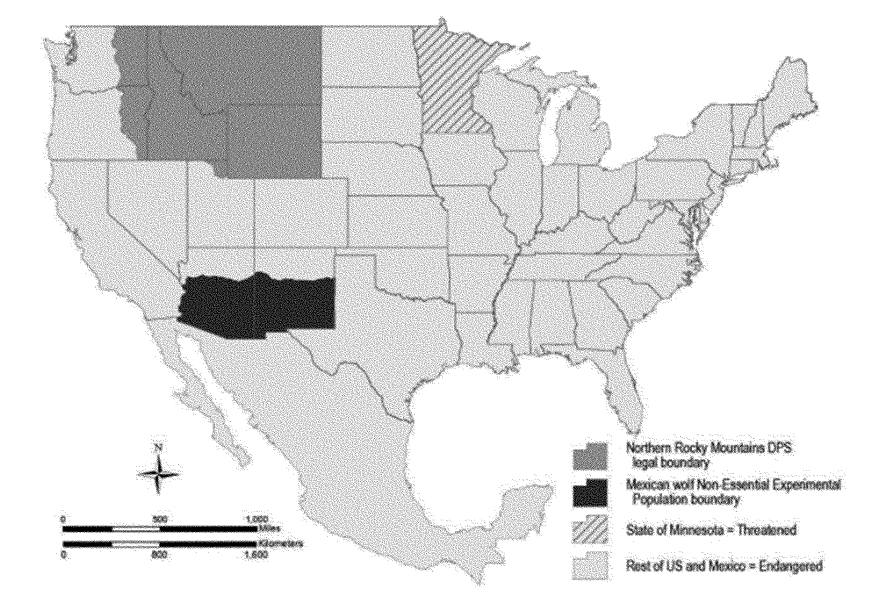 N
0 500 1,000
Miles
Kilometers
0 800 1,600
Northern Rocky Mountains DPS
legal boundary
Mexican wolf Non-Essential Experimental
Population boundary
State of Minnesota = Threatened
Rest of US and Mexico = Endangered